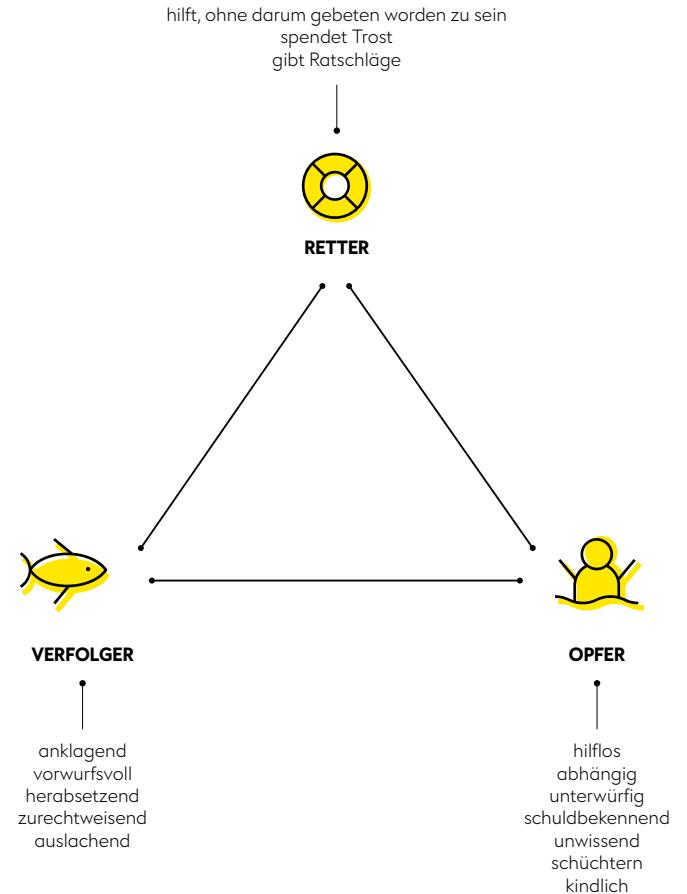 hilft, ohne darum gebeten worden zu sein
spendet Trost
gibt Ratschläge
RETTER
VERFOLGER
OPFER
anklagend
vorwurfsvoll
herabsetzend
zurechtweisend
auslachend
hilflos
abhängig
unterwürfig
schuldbekennend
unwissend
schüchtern
kindlich